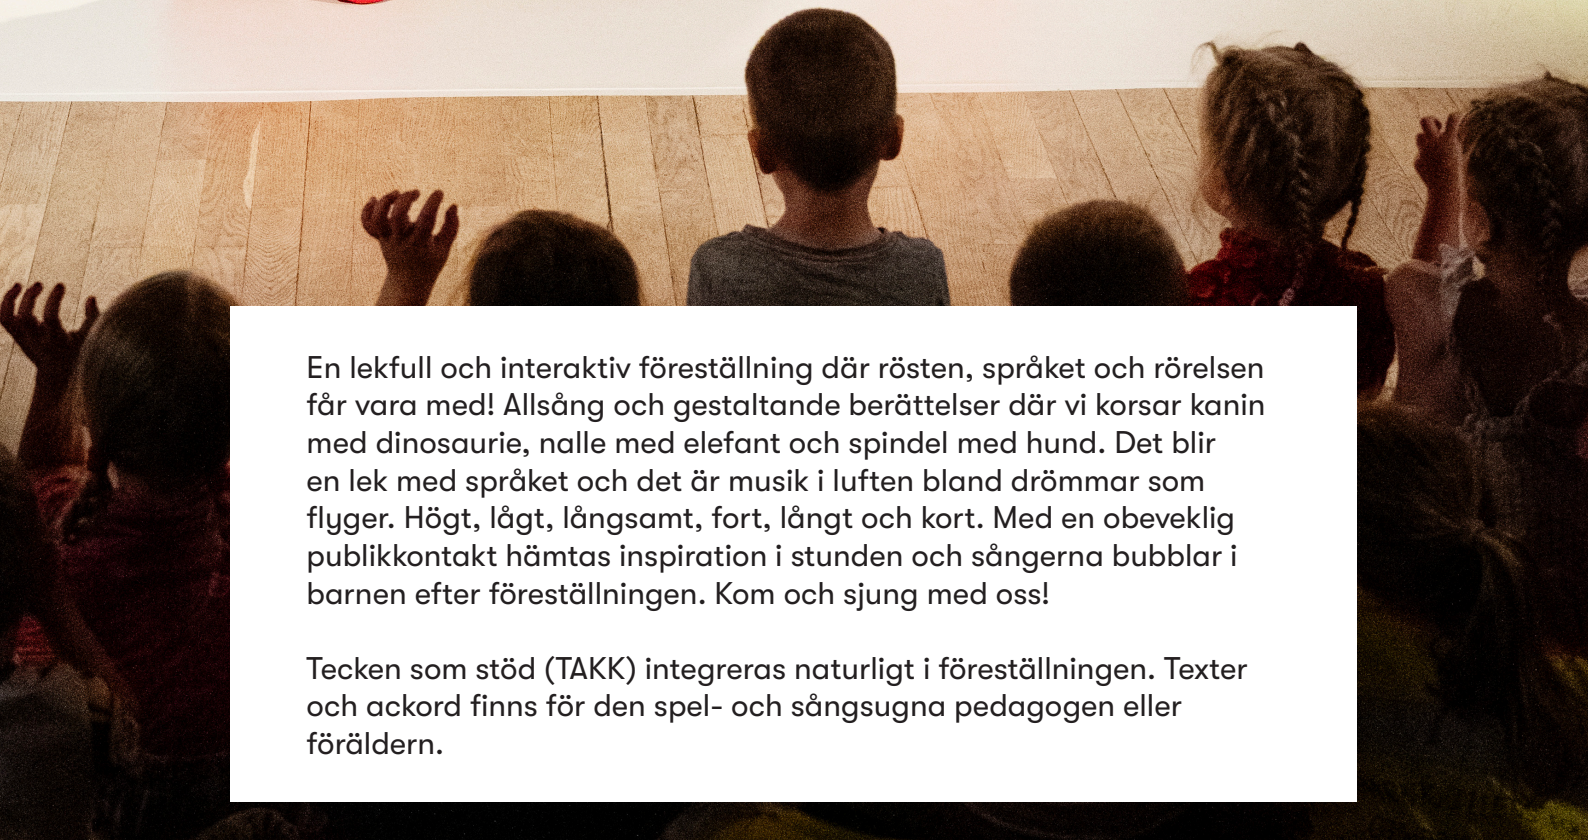 En lekfull och interaktiv föreställning där rösten, språket och rörelsen
får vara med! Allsång och gestaltande berättelser där vi korsar kanin
med dinosaurie, nalle med elefant och spindel med hund. Det blir
en lek med språket och det är musik i luften bland drömmar som
flyger. Högt, lågt, långsamt, fort, långt och kort. Med en obeveklig
publikkontakt hämtas inspiration i stunden och sångerna bubblar i
barnen efter föreställningen. Kom och sjung med oss!
Tecken som stöd (TAKK) integreras naturligt i föreställningen. Texter
och ackord finns för den spel- och sångsugna pedagogen eller
föräldern.